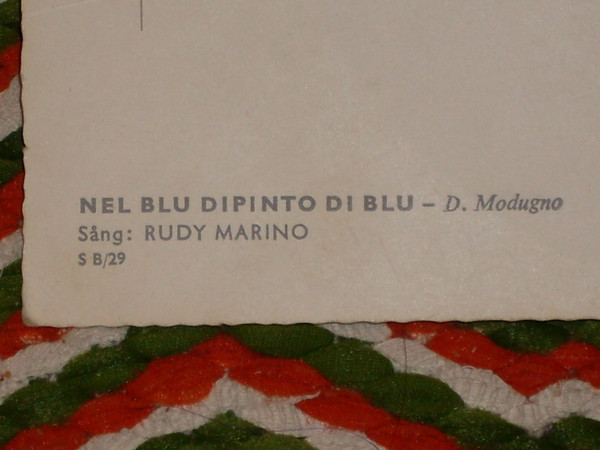 NEL BLU DIPINTO DI BLU – D. Modugno
Sång: RUDY MARINO
S B/29